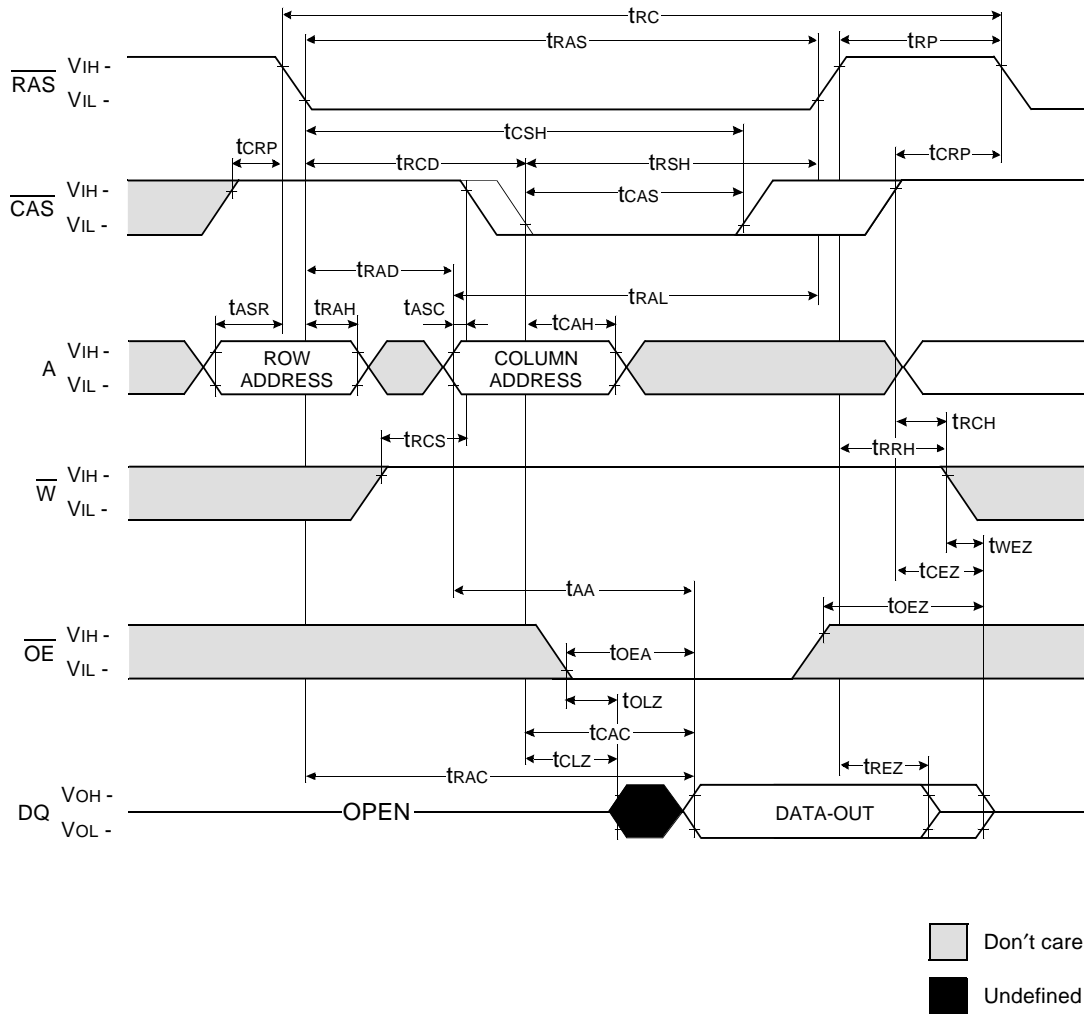 tRC
tRAS
tRP
RAS
VIH -
VIL -
tCSH
tCRP
tRCD
tRSH
tCRP
CAS
VIH -
VIL -
tCAS
tRAD
tRAL
tASR
tRAH
tASC
tCAH
A
VIH -
VIL -
ROW
ADDRESS
COLUMN
ADDRESS
tRCS
tRCH
tRRH
W
VIH -
VIL -
tWEZ
tCEZ
tAA
tOEZ
OE
VIH -
VIL -
tOEA
tOLZ
tCAC
tCLZ
tRAC
tREZ
DQ
VOH -
VOL -
OPEN
DATA-OUT
Don′t care
Undefined